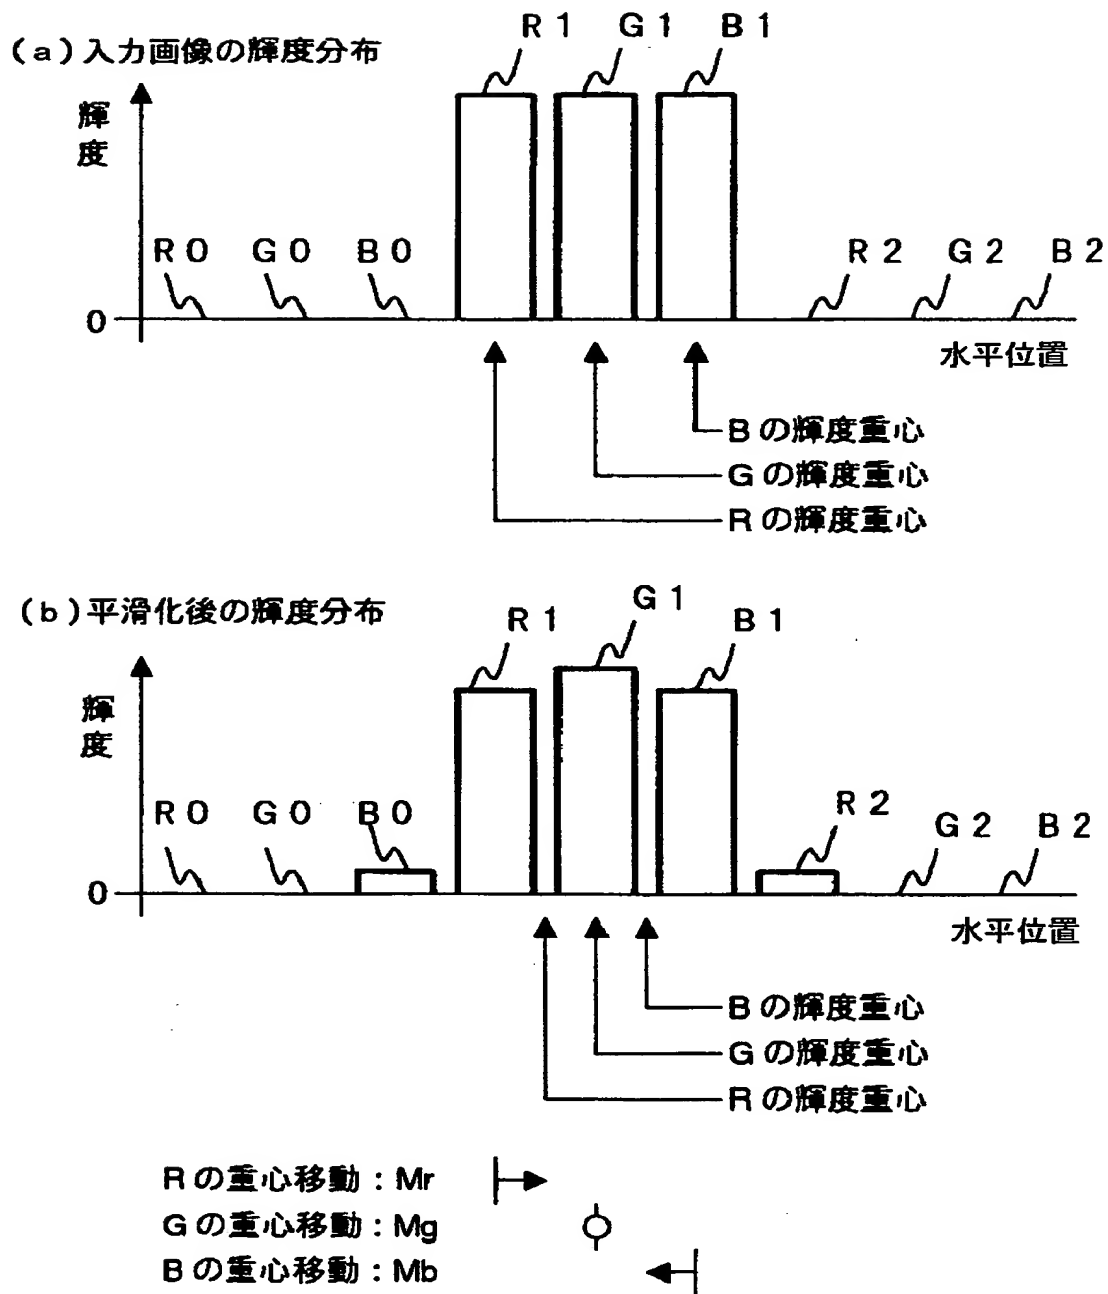 (a)入力画像の輝度分布
R1 G1 B1
輝度
R0 G0 B0 R2 G2 B2
0
水平位置
Bの輝度重心
Gの輝度重心
Rの輝度重心
(b)平滑化後の輝度分布
R1 G1 B1
輝度
R0 G0 B0 R2 G2 B2
0
水平位置
Bの輝度重心
Gの輝度重心
Rの輝度重心
Rの重心移動:Mr
Gの重心移動:Mg
Bの重心移動:Mb